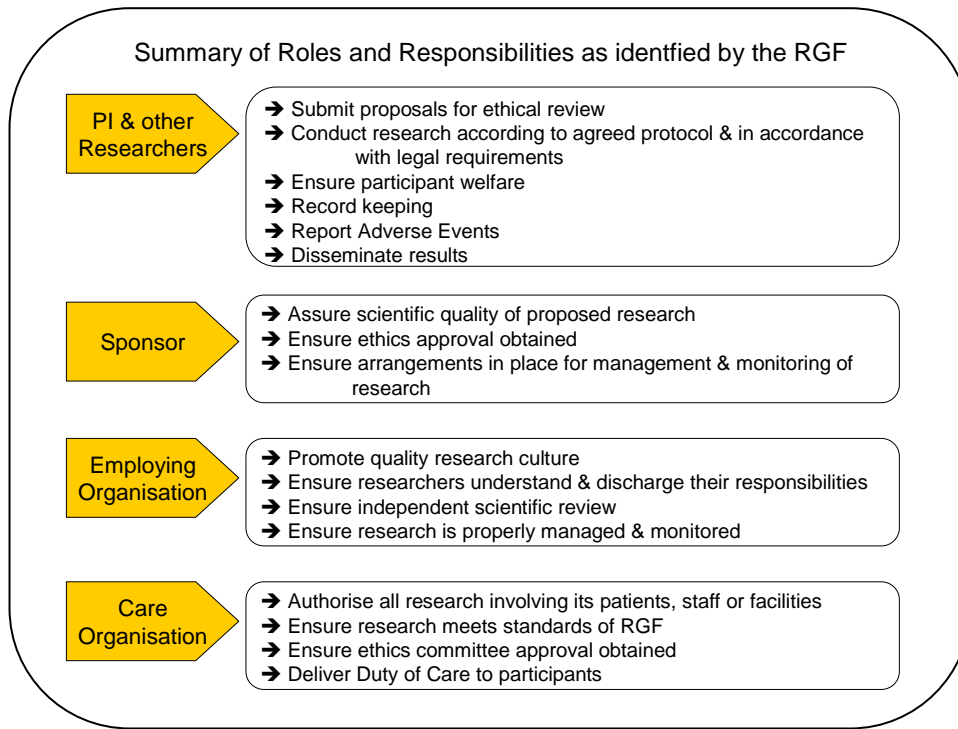 Summary of Roles and Responsibilities as identfied by the RGF
PI & other
Researchers
➔ Submit proposals for ethical review
➔ Conduct research according to agreed protocol & in accordance
with legal requirements
➔ Ensure participant welfare
➔ Record keeping
➔ Report Adverse Events
➔ Disseminate results
Sponsor
➔ Assure scientific quality of proposed research
➔ Ensure ethics approval obtained
➔ Ensure arrangements in place for management & monitoring of
research
Employing
Organisation
➔ Promote quality research culture
➔ Ensure researchers understand & discharge their responsibilities
➔ Ensure independent scientific review
➔ Ensure research is properly managed & monitored
Care
Organisation
➔ Authorise all research involving its patients, staff or facilities
➔ Ensure research meets standards of RGF
➔ Ensure ethics committee approval obtained
➔ Deliver Duty of Care to participants